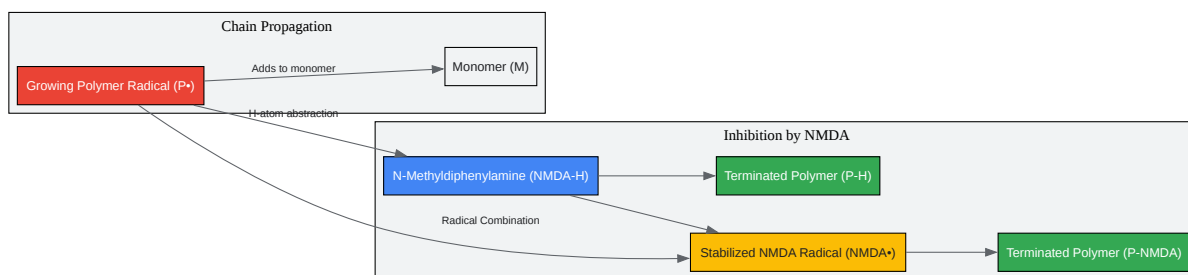 Chain Propagation
Growing Polymer Radical (P•)
Adds to monomer
Monomer (M)
H-atom abstraction
Inhibition by NMDA
N-Methyldiphenylamine (NMDA-H)
Terminated Polymer (P-H)
Radical Combination
Stabilized NMDA Radical (NMDA•)
Terminated Polymer (P-NMDA)